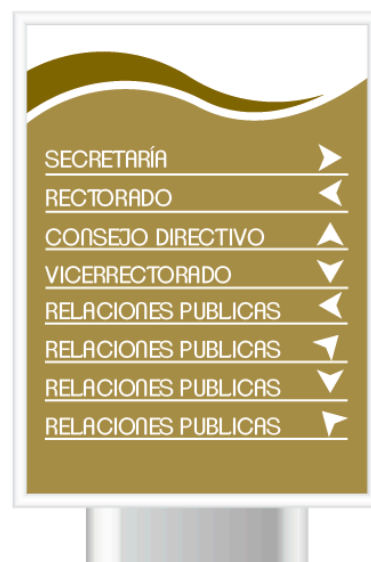 SECRETARÍA
RECTORADO
CONSEJO DIRECTIVO
VICERRECTORADO
RELACIONES PUBLICAS
RELACIONES PUBLICAS
RELACIONES PUBLICAS
RELACIONES PUBLICAS